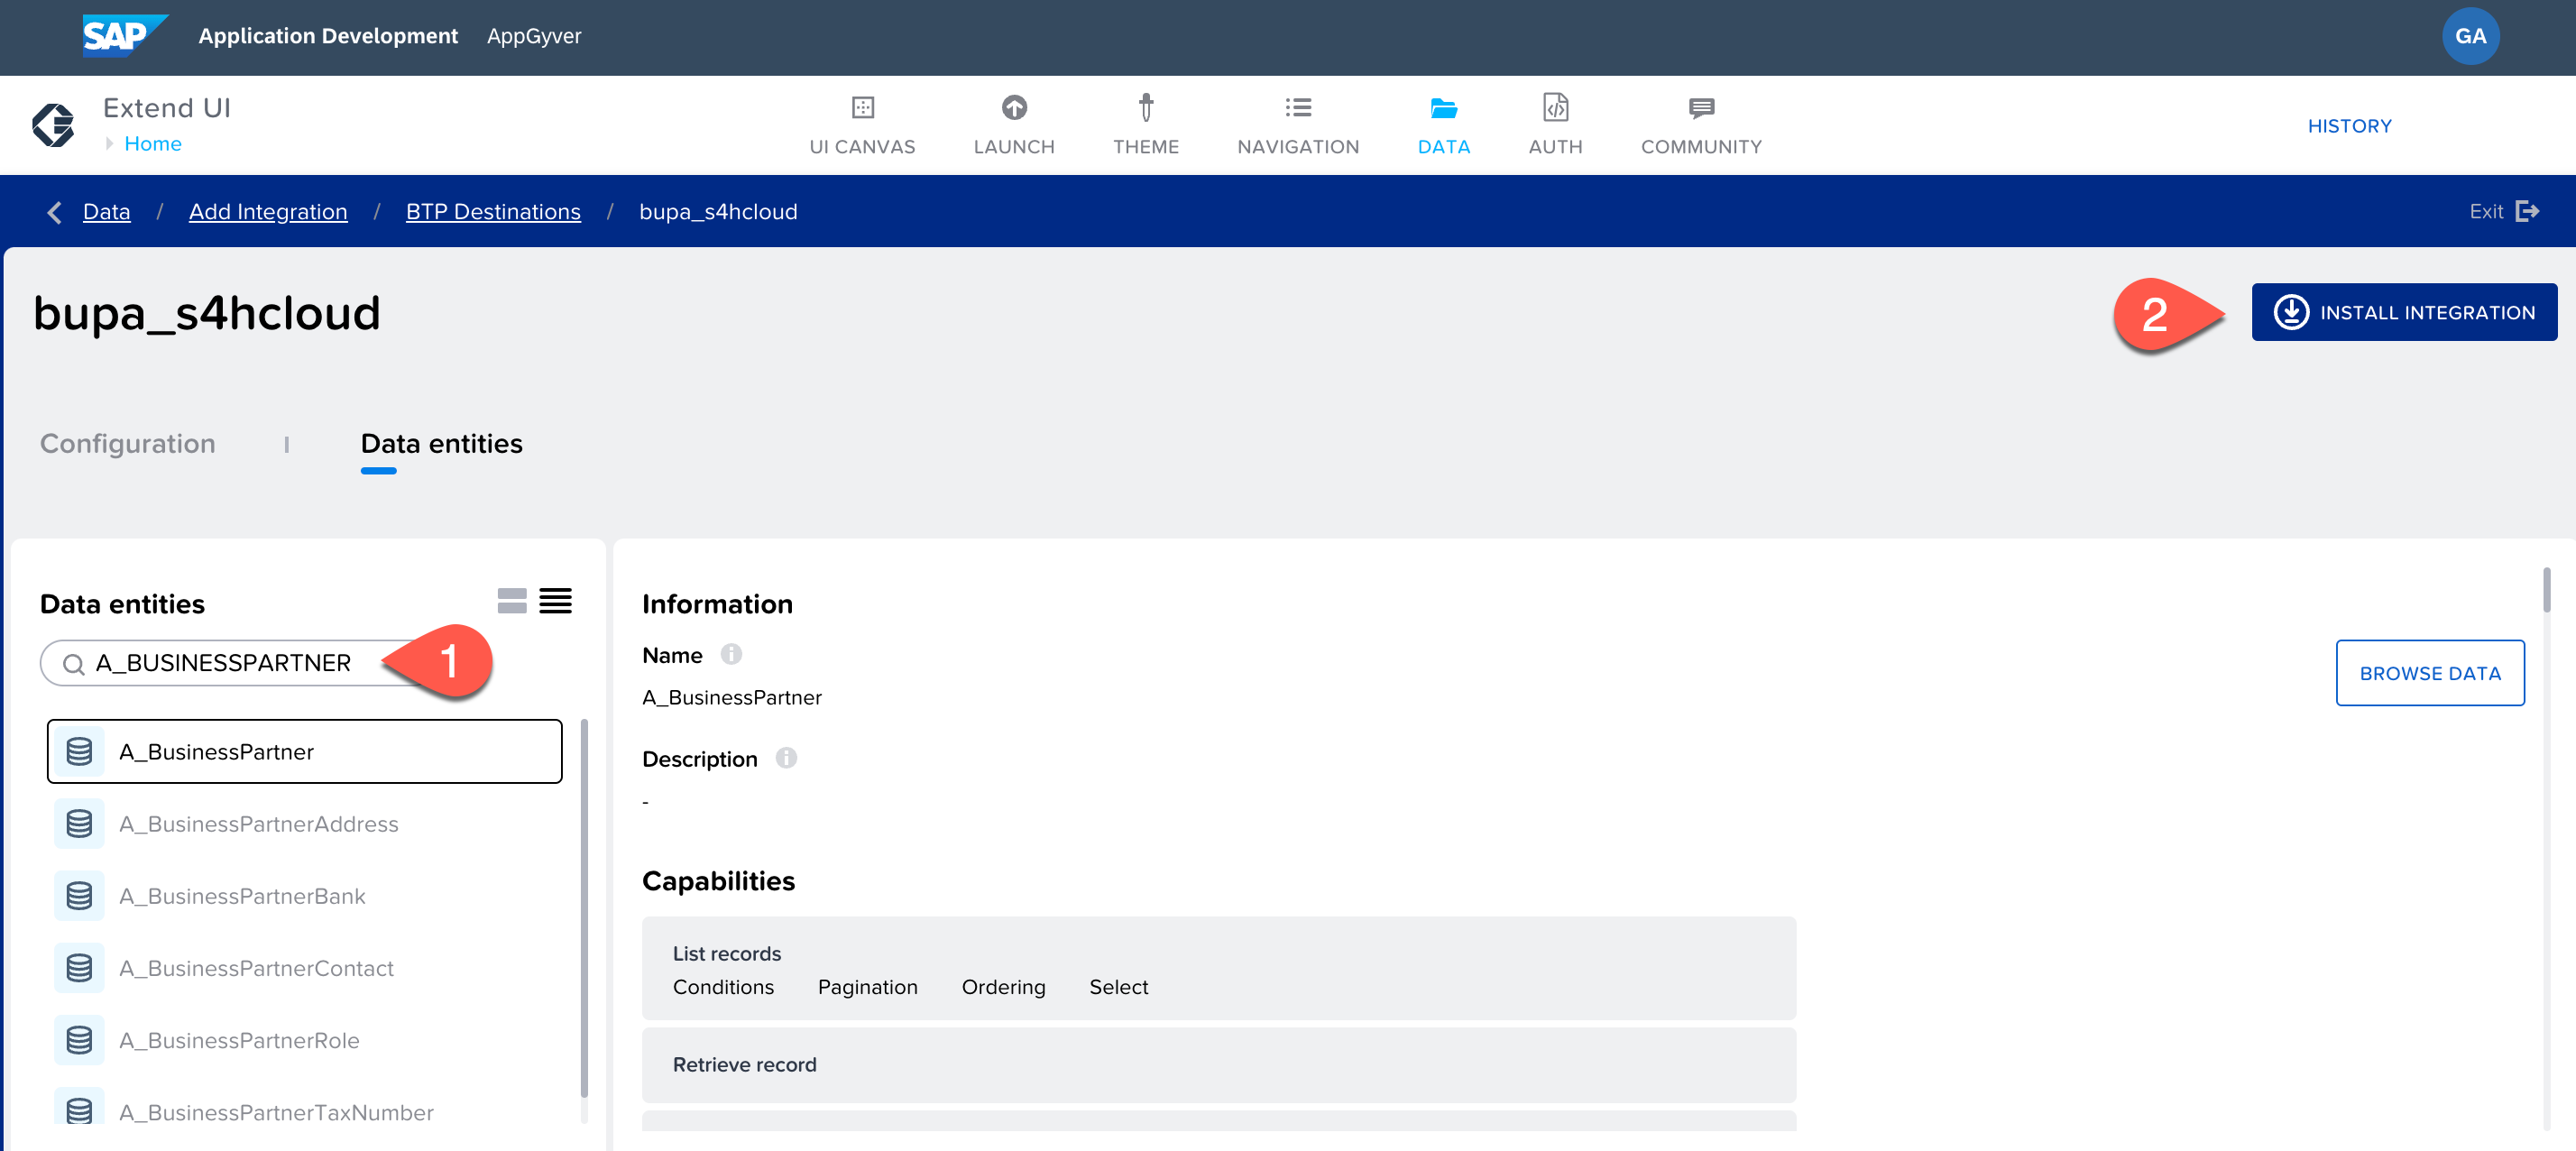 SAP Application Development AppGyver GA
Extend UI
Home
UI CANVAS LAUNCH THEME NAVIGATION DATA AUTH COMMUNITY
HISTORY
Data / Add Integration / BTP Destinations / bupa_s4hcloud
Exit
bupa_s4hcloud
2
INSTALL INTEGRATION
Configuration
Data entities
Data entities
A_BUSINESSPARTNER
1
A_BusinessPartner
A_BusinessPartnerAddress
A_BusinessPartnerBank
A_BusinessPartnerContact
A_BusinessPartnerRole
A_BusinessPartnerTaxNumber
Information
Name
A_BusinessPartner
BROWSE DATA
Description
-
Capabilities
List records
Conditions Pagination Ordering Select
Retrieve record